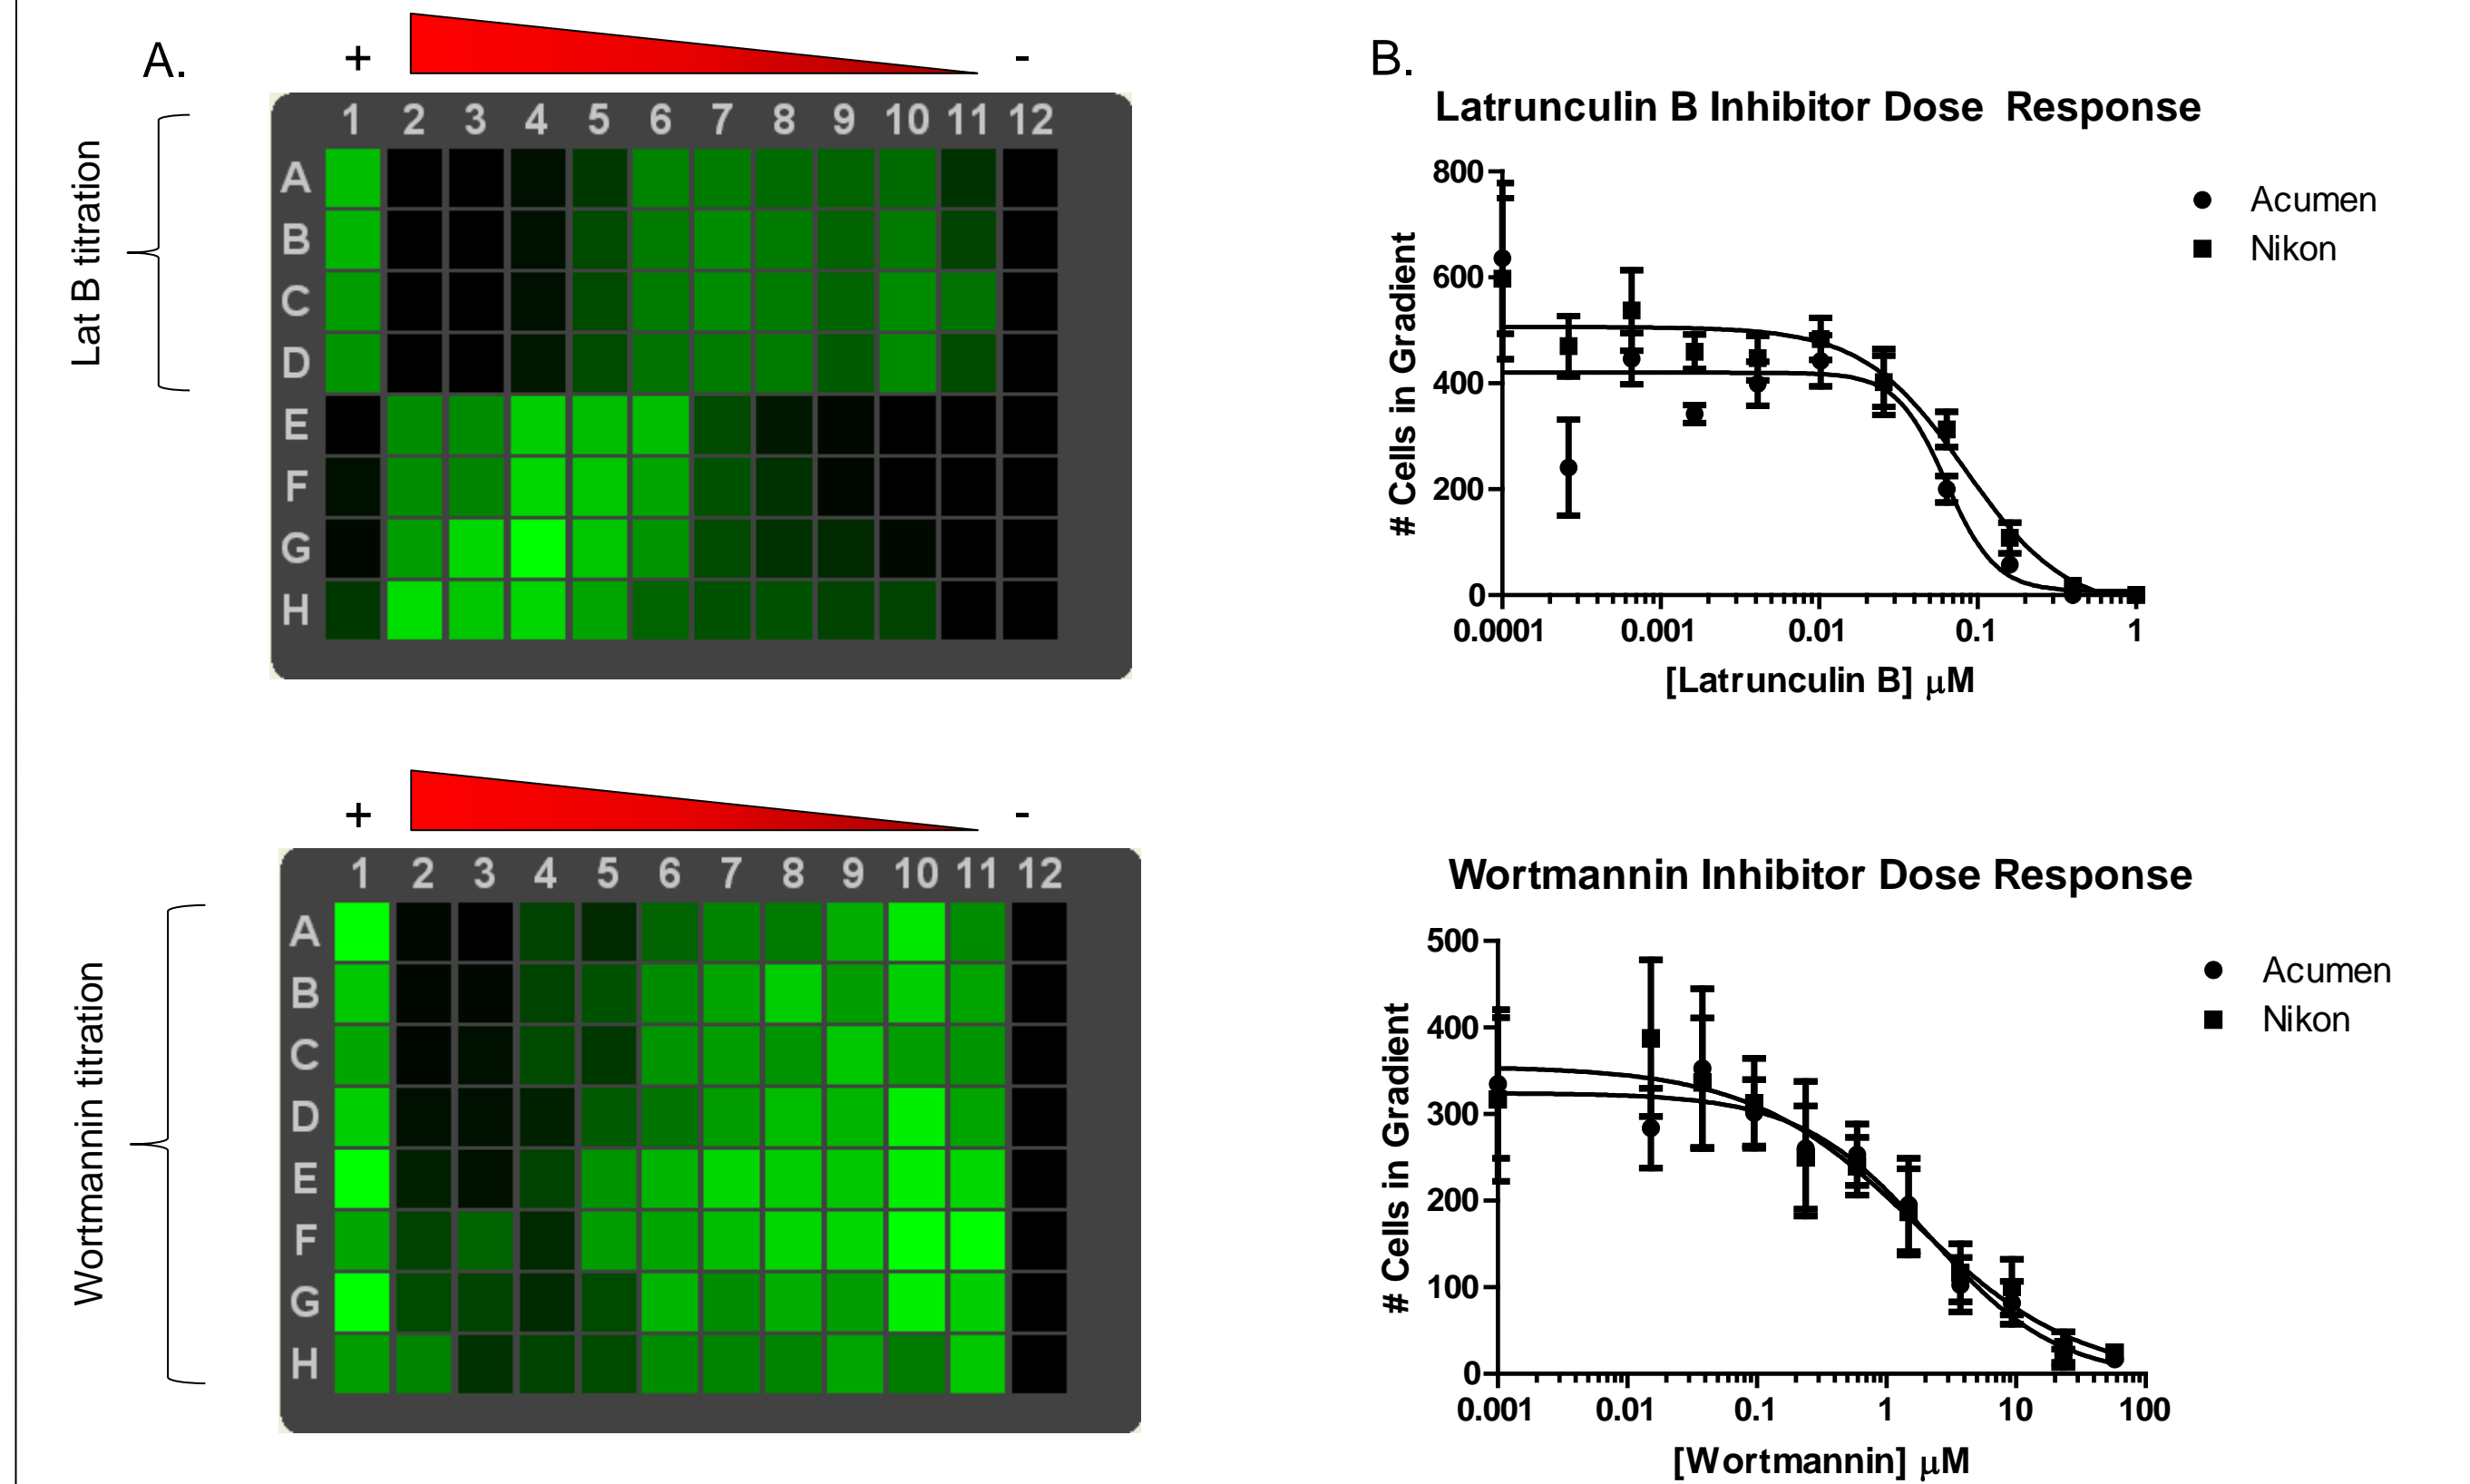 A.
+ -
1 2 3 4 5 6 7 8 9 10 11 12
A
B
C
D
E
F
G
H
Lat B titration
+ -
1 2 3 4 5 6 7 8 9 10 11 12
A
B
C
D
E
F
G
H
Wortmannin titration
B.
Latrunculin B Inhibitor Dose Response
800
600
400
200
0
# Cells in Gradient
0.0001 0.001 0.01 0.1 1
[Latrunculin B] μM
Acumen
Nikon
Wortmannin Inhibitor Dose Response
500
400
300
200
100
0
# Cells in Gradient
0.001 0.01 0.1 1 10 100
[Wortmannin] μM
Acumen
Nikon